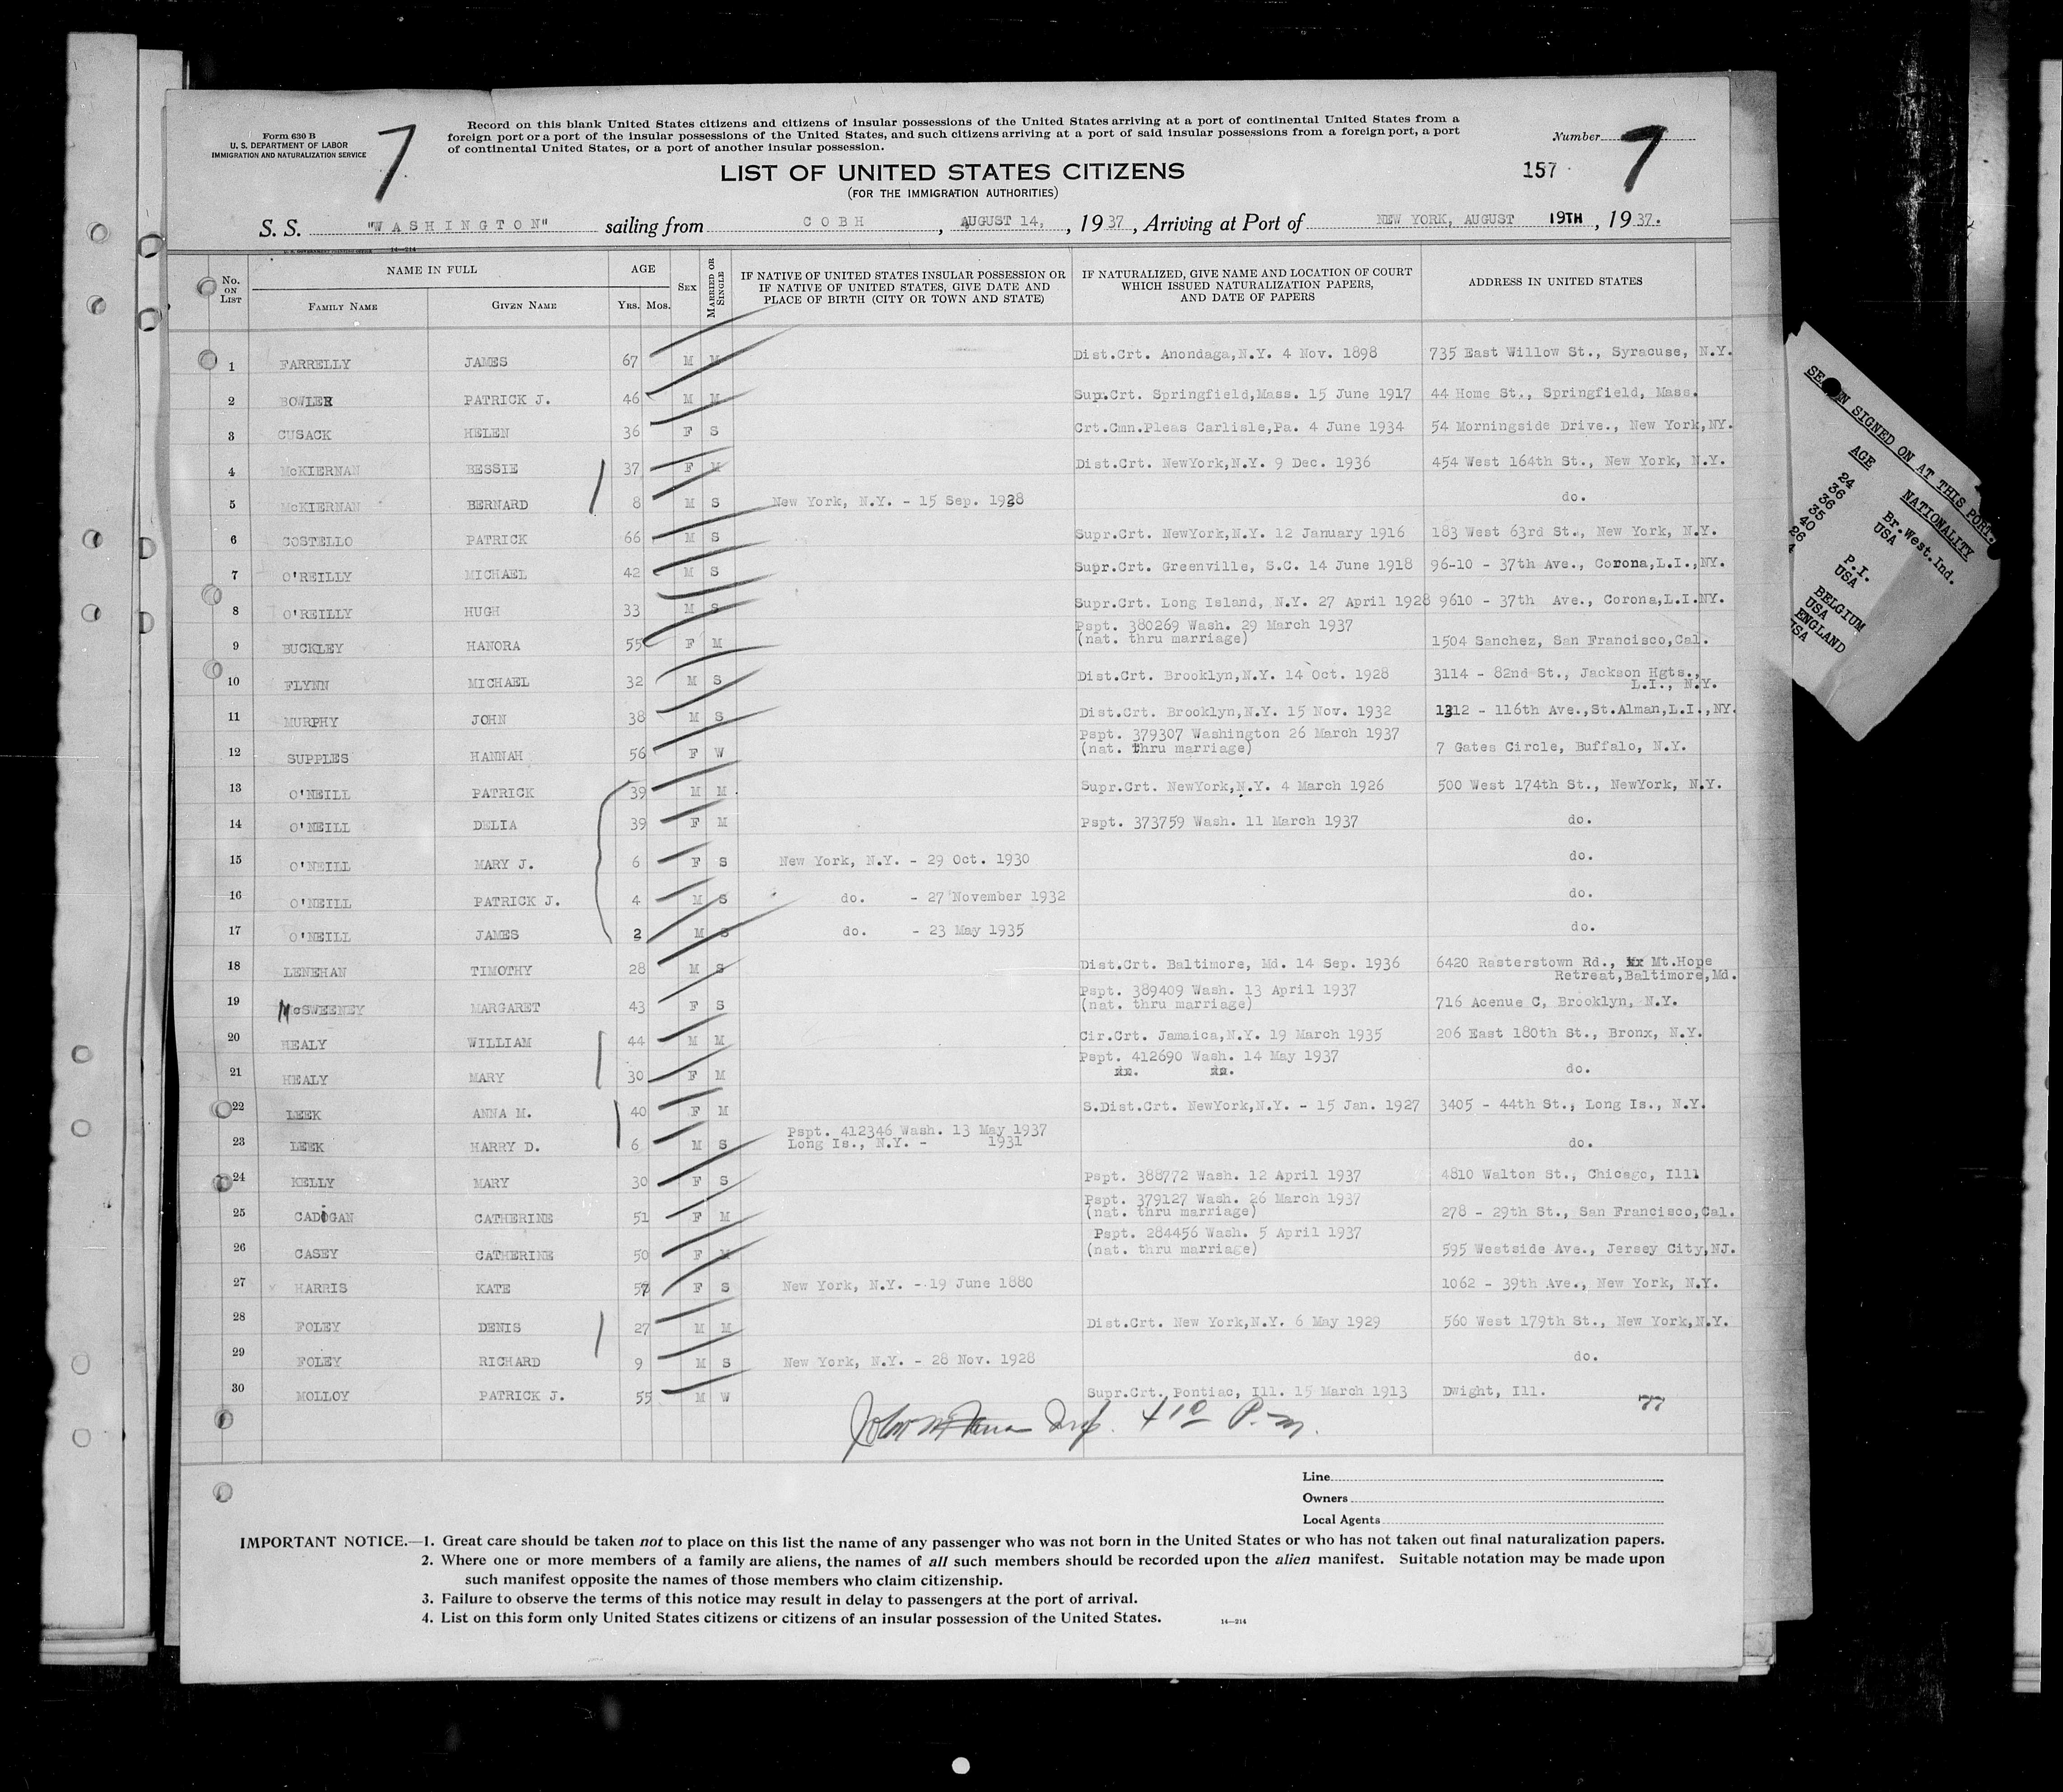 Form 630 B
U. S. DEPARTMENT OF LABOR
IMMIGRATION AND NATURALIZATION SERVICE
7
Record on this blank United States citizens and citizens of insular possessions of the United States arriving at a port of continental United States from a
foreign port or a port of the insular possessions of the United States, and such citizens arriving at a port of said insular possessions from a foreign port, a port
of continental United States, or a port of another insular possession.
Number 7
LIST OF UNITED STATES CITIZENS
(FOR THE IMMIGRATION AUTHORITIES)
157
S. S. "WASHINGTON" sailing from COBH, AUGUST 14, 1937, Arriving at Port of NEW YORK, AUGUST 19TH, 1937.
U. S. GOVERNMENT PRINTING OFFICE 14—214
No. ON LIST
NAME IN FULL
FAMILY NAME GIVEN NAME
AGE
YRS. MOS.
SEX
MARRIED OR SINGLE
IF NATIVE OF UNITED STATES INSULAR POSSESSION OR
IF NATIVE OF UNITED STATES, GIVE DATE AND
PLACE OF BIRTH (CITY OR TOWN AND STATE)
IF NATURALIZED, GIVE NAME AND LOCATION OF COURT
WHICH ISSUED NATURALIZATION PAPERS,
AND DATE OF PAPERS
ADDRESS IN UNITED STATES
1 FARRELLY JAMES 67 M M Dist.Crt. Anondaga,N.Y. 4 Nov. 1898 735 East Willow St., Syracuse, N.Y.
2 BOWLER PATRICK J. 46 M M Sup.Crt. Springfield,Mass. 15 June 1917 44 Home St., Springfield, Mass.
3 CUSACK HELEN 36 F S Crt.Cmn.Pleas Carlisle,Pa. 4 June 1934 54 Morningside Drive., New York,NY.
4 McKIERNAN BESSIE 37 F M Dist.Crt. NewYork,N.Y. 9 Dec. 1936 454 West 164th St., New York, N.Y.
5 McKIERNAN BERNARD 8 M S New York, N.Y. - 15 Sep. 1928 do.
6 COSTELLO PATRICK 66 M S Supr.Crt. NewYork,N.Y. 12 January 1916 183 West 63rd St., New York, N.Y.
7 O'REILLY MICHAEL 42 M S Supr.Crt. Greenville, S.C. 14 June 1918 96-10 - 37th Ave., Corona,L.I.,NY.
8 O'REILLY HUGH 33 M S Supr.Crt. Long Island, N.Y. 27 April 1928 9610 - 37th Ave., Corona,L.I.NY.
9 BUCKLEY HANORA 55 F M Pspt. 380269 Wash. 29 March 1937
(nat. thru marriage) 1504 Sanchez, San Francisco,Cal.
10 FLYNN MICHAEL 32 M S Dist.Crt. Brooklyn,N.Y. 14 Oct. 1928 3114 - 82nd St., Jackson Hgts.,
L.I., N.Y.
11 MURPHY JOHN 38 M S Dist.Crt. Brooklyn,N.Y. 15 Nov. 1932 1312 - 116th Ave.,St.Alman,L.I.,NY.
12 SUPPLES HANNAH 56 F W Pspt. 379307 Washington 26 March 1937
(nat. thru marriage) 7 Gates Circle, Buffalo, N.Y.
13 O'NEILL PATRICK 39 M M Supr.Crt. NewYork,N.Y. 4 March 1926 500 West 174th St., NewYork, N.Y.
14 O'NEILL DELIA 39 F M Pspt. 373759 Wash. 11 March 1937 do.
15 O'NEILL MARY J. 6 F S New York, N.Y. - 29 Oct. 1930 do.
16 O'NEILL PATRICK J. 4 M S do. - 27 November 1932 do.
17 O'NEILL JAMES 2 M S do. - 23 May 1935 do.
18 LENEHAN TIMOTHY 28 M S Dist.Crt. Baltimore, Md. 14 Sep. 1936 6420 Rasterstown Rd., Mt.Hope
Retreat,Baltimore,Md.
19 McSWEENEY MARGARET 43 F S Pspt. 389409 Wash. 13 April 1937
(nat. thru marriage) 716 Acenue C, Brooklyn, N.Y.
20 HEALY WILLIAM 44 M M Cir.Crt. Jamaica,N.Y. 19 March 1935 206 East 180th St., Bronx, N.Y.
21 HEALY MARY 30 F M Pspt. 412690 Wash. 14 May 1937 do.
22 LEEK ANNA M. 40 F M S.Dist.Crt. NewYork,N.Y. - 15 Jan. 1927 3405 - 44th St., Long Is., N.Y.
23 LEEK HARRY D. 6 M S Pspt. 412346 Wash. 13 May 1937
Long Is., N.Y. - 1931 do.
24 KELLY MARY 30 F S Pspt. 388772 Wash. 12 April 1937 4810 Walton St., Chicago, Ill.
25 CADOGAN CATHERINE 51 F M Pspt. 379127 Wash. 26 March 1937
(nat. thru marriage) 278 - 29th St., San Francisco,Cal.
26 CASEY CATHERINE 50 F M Pspt. 284456 Wash. 5 April 1937
(nat. thru marriage) 595 Westside Ave., Jersey City,NJ.
27 HARRIS KATE 57 F S New York, N.Y. - 19 June 1880 1062 - 39th Ave., New York, N.Y.
28 FOLEY DENIS 27 M M Dist.Crt. New York,N.Y. 6 May 1929 560 West 179th St., New York,N.Y.
29 FOLEY RICHARD 9 M S New York, N.Y. - 28 Nov. 1928 do.
30 MOLLOY PATRICK J. 55 M W Supr.Crt. Pontiac, Ill. 15 March 1913 Dwight, Ill.
77
P.M.
Line
Owners
Local Agents
IMPORTANT NOTICE.—1. Great care should be taken not to place on this list the name of any passenger who was not born in the United States or who has not taken out final naturalization papers.
2. Where one or more members of a family are aliens, the names of all such members should be recorded upon the alien manifest. Suitable notation may be made upon
such manifest opposite the names of those members who claim citizenship.
3. Failure to observe the terms of this notice may result in delay to passengers at the port of arrival.
4. List on this form only United States citizens or citizens of an insular possession of the United States.
14—214
SIGNED ON AT THIS PORT.
AGE NATIONALITY
24 Br.West.Ind.
36 USA
36
35 P.I.
40 USA
26 BELGIUM
USA
ENGLAND
USA